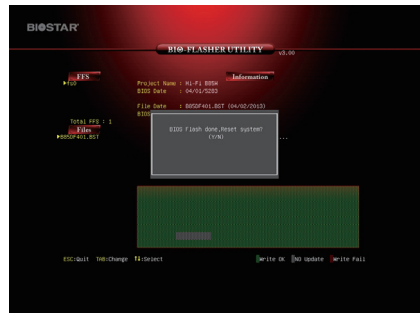 BIOSTAR
BIO-FLASHER UTILITY v3.00
FFS
Information
▶fs0
Project Name : Hi-Fi B85W
BIOS Date : 04/01/5283
File Date : B85DF401.BST (04/02/2013)
BIOS
Total FFS : 1
Files
▶B85DF401.BST
BIOS Flash done,Reset system?
(Y/N)
...
ESC:Quit TAB:Change ↑↓:Select
Write OK NO Update Write Fail